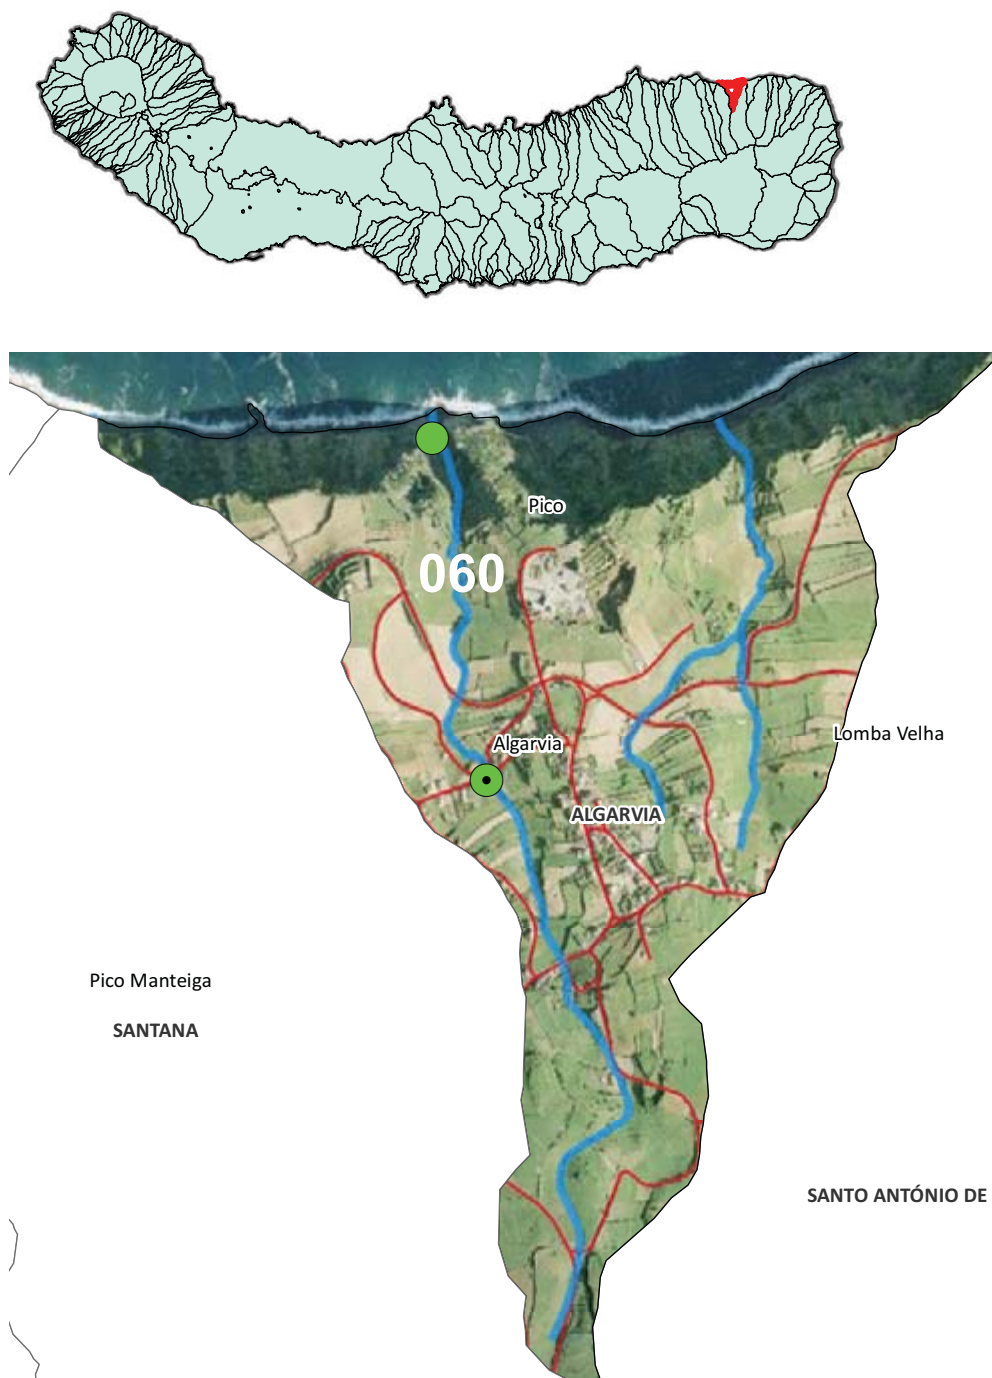 Pico
060
Lomba Velha
Algarvia
ALGARVIA
Pico Manteiga
SANTANA
SANTO ANTÓNIO DE